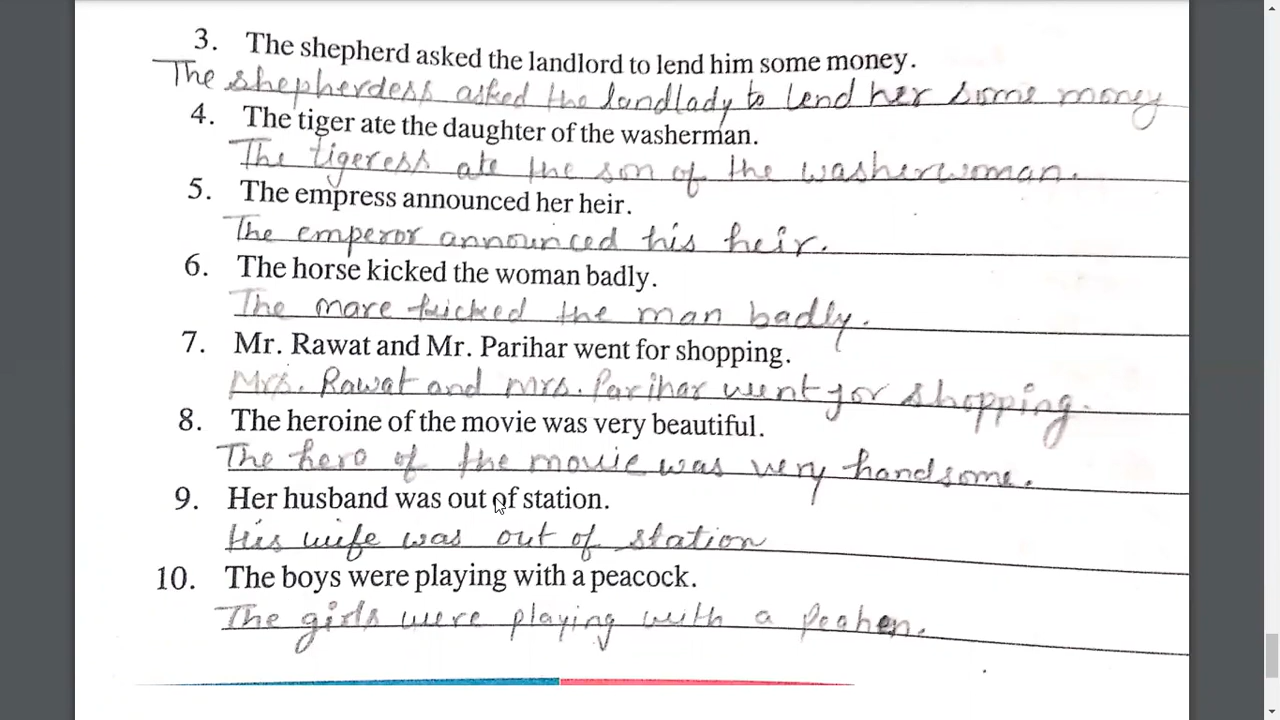 3. The shepherd asked the landlord to lend him some money.
The shepherdess asked the landlady to lend her some money
4. The tiger ate the daughter of the washerman.
The tigeress ate the son of the washerwoman.
5. The empress announced her heir.
The emperor announced his heir.
6. The horse kicked the woman badly.
The mare kicked the man badly.
7. Mr. Rawat and Mr. Parihar went for shopping.
Mrs. Rawat and Mrs. Parihar went for shopping.
8. The heroine of the movie was very beautiful.
The hero of the movie was very handsome.
9. Her husband was out of station.
His wife was out of station
10. The boys were playing with a peacock.
The girls were playing with a Peahen.